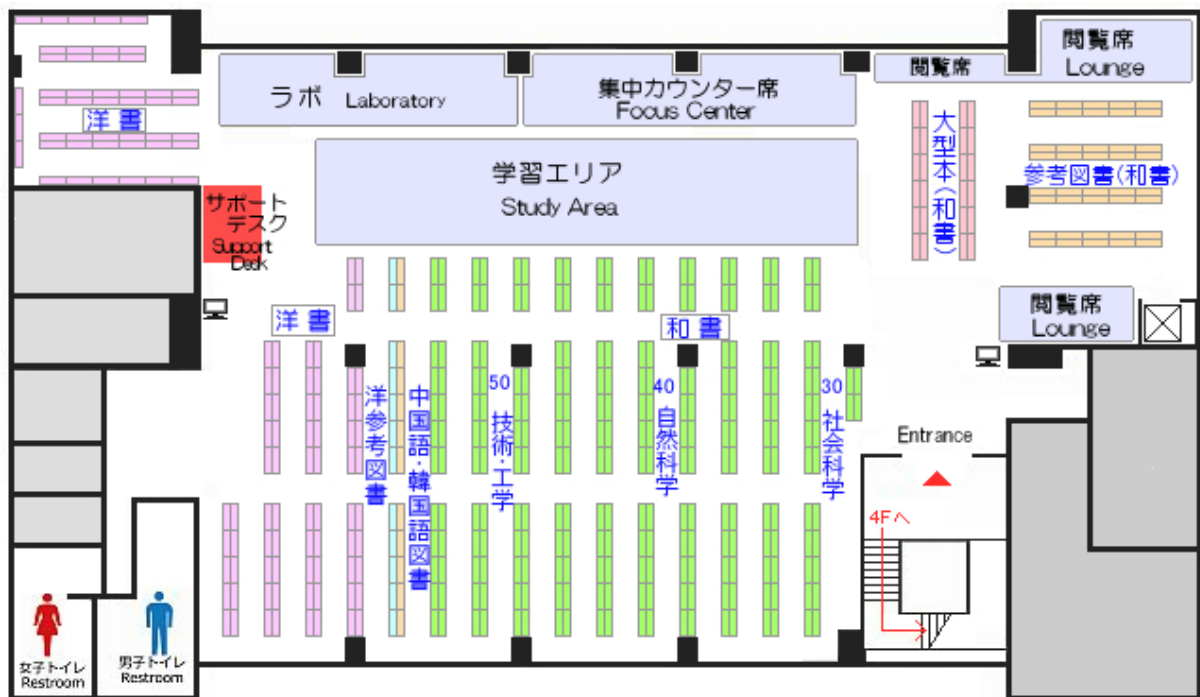 閲覧席
Lounge
閲覧席
ラボ Laboratory
集中カウンター席
Focus Center
洋書
大型本(和書)
学習エリア
Study Area
参考図書(和書)
サポート
デスク
Support
Desk
洋書
和書
閲覧席
Lounge
洋参考図書
中国語・韓国語図書
50 技術・工学
40 自然科学
30 社会科学
Entrance
4Fへ
女子トイレ
Restroom
男子トイレ
Restroom